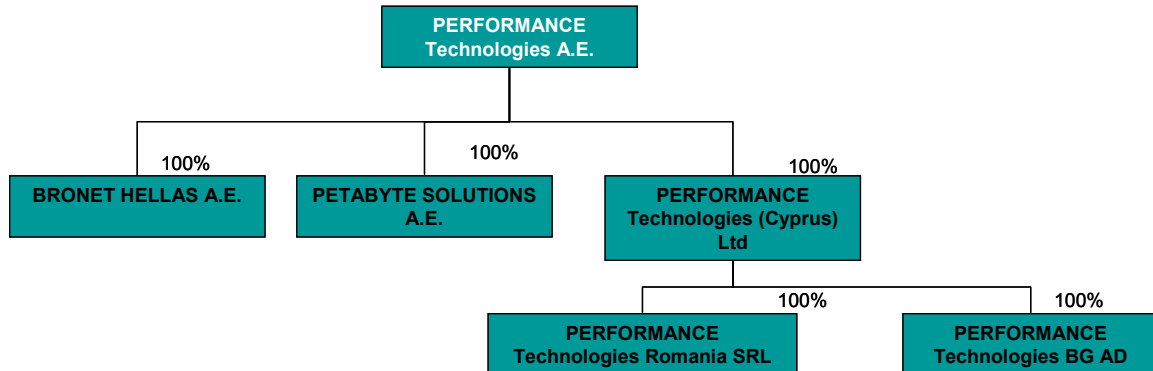 PERFORMANCE
Technologies A.E.
100%
100%
100%
BRONET HELLAS A.E.
PETABYTE SOLUTIONS
A.E.
PERFORMANCE
Technologies (Cyprus)
Ltd
100%
100%
PERFORMANCE
Technologies Romania SRL
PERFORMANCE
Technologies BG AD